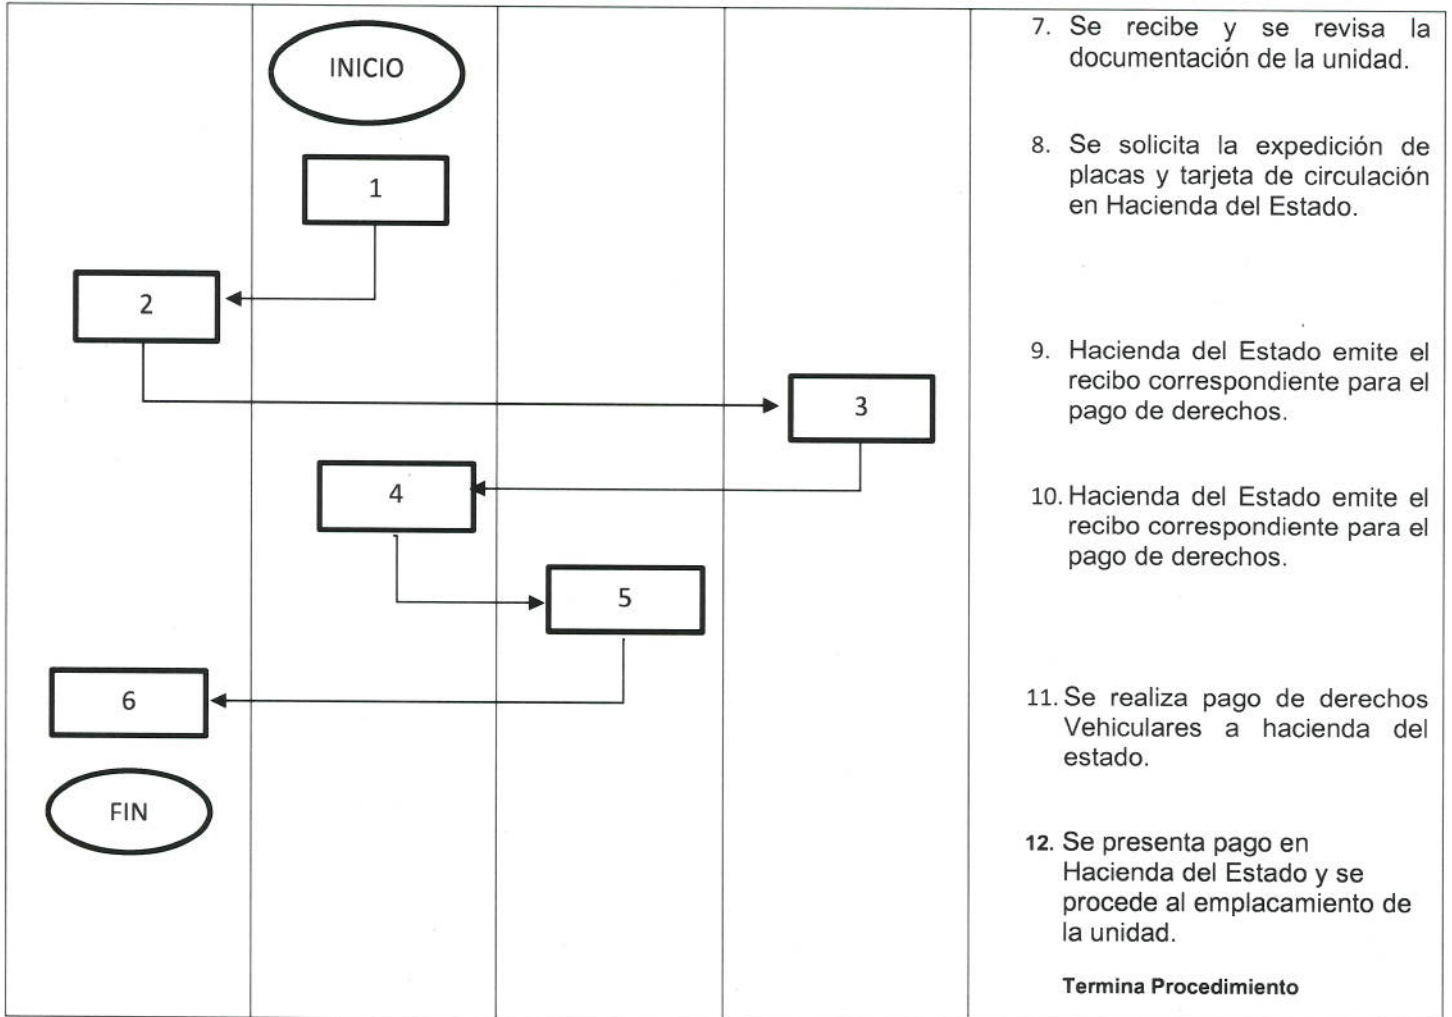 INICIO
1
2
3
4
5
6
FIN
7. Se recibe y se revisa la
documentación de la unidad.
8. Se solicita la expedición de
placas y tarjeta de circulación
en Hacienda del Estado.
9. Hacienda del Estado emite el
recibo correspondiente para el
pago de derechos.
10. Hacienda del Estado emite el
recibo correspondiente para el
pago de derechos.
11. Se realiza pago de derechos
Vehiculares a hacienda del
estado.
12. Se presenta pago en
Hacienda del Estado y se
procede al emplacamiento de
la unidad.
Termina Procedimiento